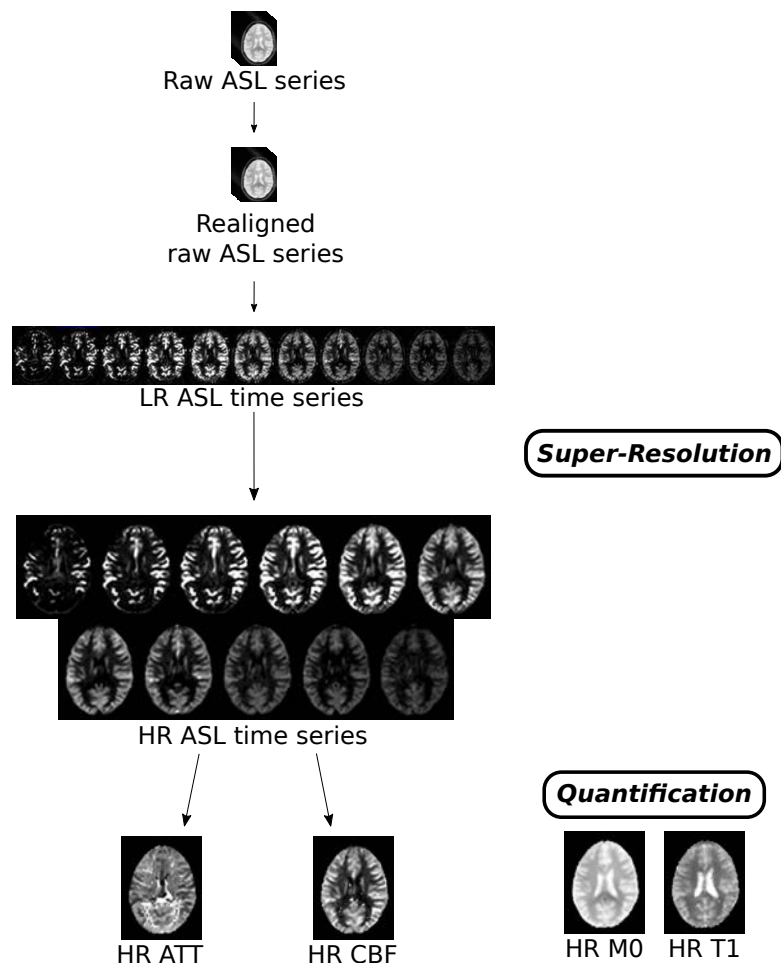 Raw ASL series
Realigned
raw ASL series
LR ASL time series
Super-Resolution
HR ASL time series
Quantification
HR ATT
HR CBF
HR M0
HR T1